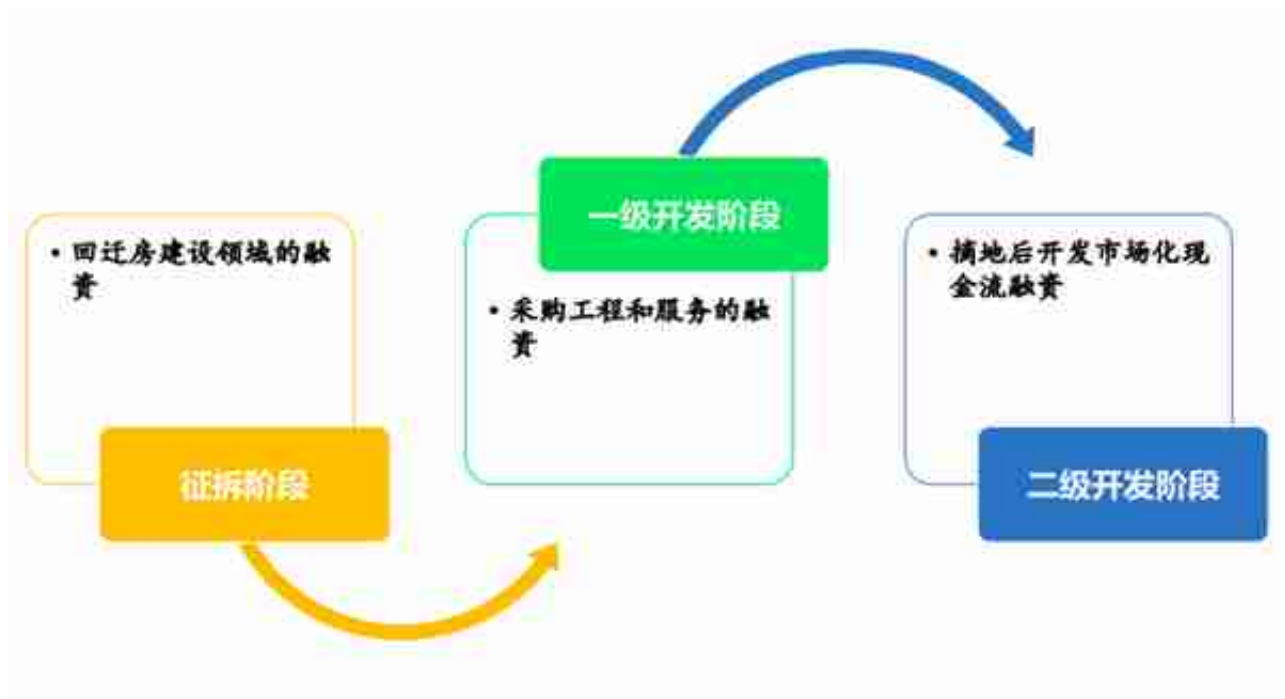 • 回迁房建设领域的融
资
征拆阶段
一级开发阶段
• 采购工程和服务的融
资
• 摘地后开发市场化现
金流融资
二级开发阶段